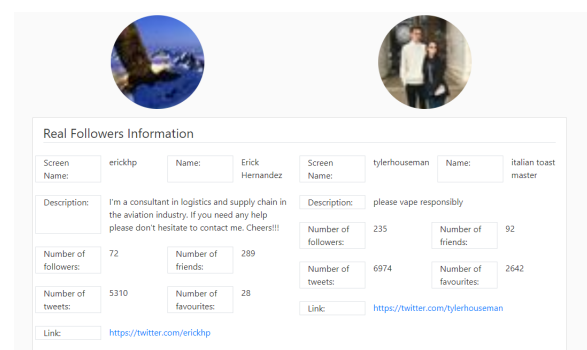 Real Followers Information
Screen Name:
erickhp
Name:
Erick Hernandez
Description:
I'm a consultant in logistics and supply chain in
the aviation industry. If you need any help
please don't hesitate to contact me. Cheers!!!
Number of followers:
72
Number of friends:
289
Number of tweets:
5310
Number of favourites:
28
Link:
https://twitter.com/erickhp
Screen Name:
tylerhouseman
Name:
italian toast master
Description:
please vape responsibly
Number of followers:
235
Number of friends:
92
Number of tweets:
6974
Number of favourites:
2642
Link:
https://twitter.com/tylerhouseman